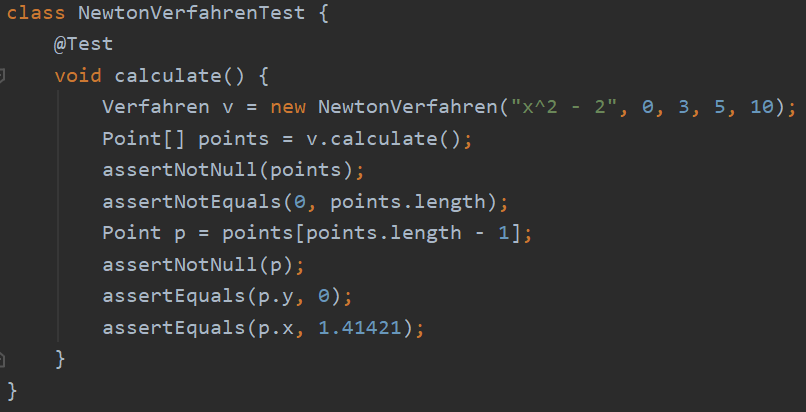 class NewtonVerfahrenTest {
    @Test
    void calculate() {
        Verfahren v = new NewtonVerfahren("x^2 - 2", 0, 3, 5, 10);
        Point[] points = v.calculate();
        assertNotNull(points);
        assertNotEquals(0, points.length);
        Point p = points[points.length - 1];
        assertNotNull(p);
        assertEquals(p.y, 0);
        assertEquals(p.x, 1.41421);
    }
}